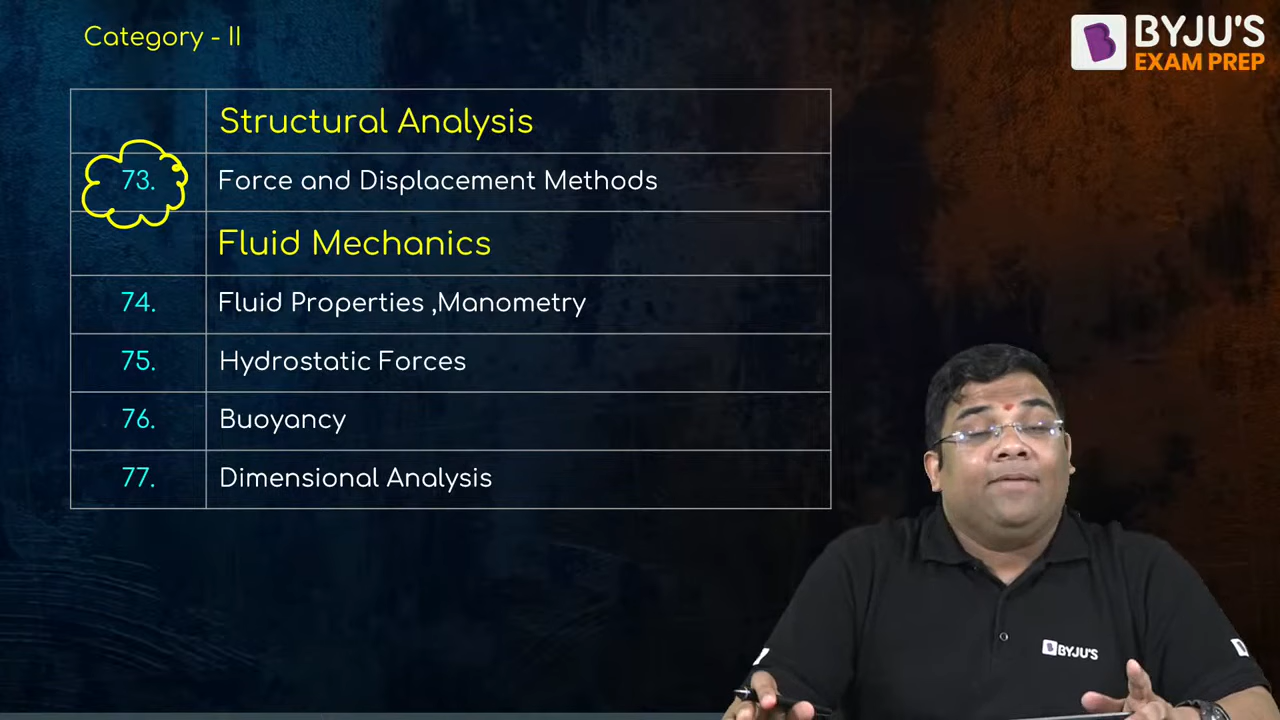 Category - II
BYJU'S
EXAM PREP
Structural Analysis
73. Force and Displacement Methods
Fluid Mechanics
74. Fluid Properties ,Manometry
75. Hydrostatic Forces
76. Buoyancy
77. Dimensional Analysis
BYJU'S